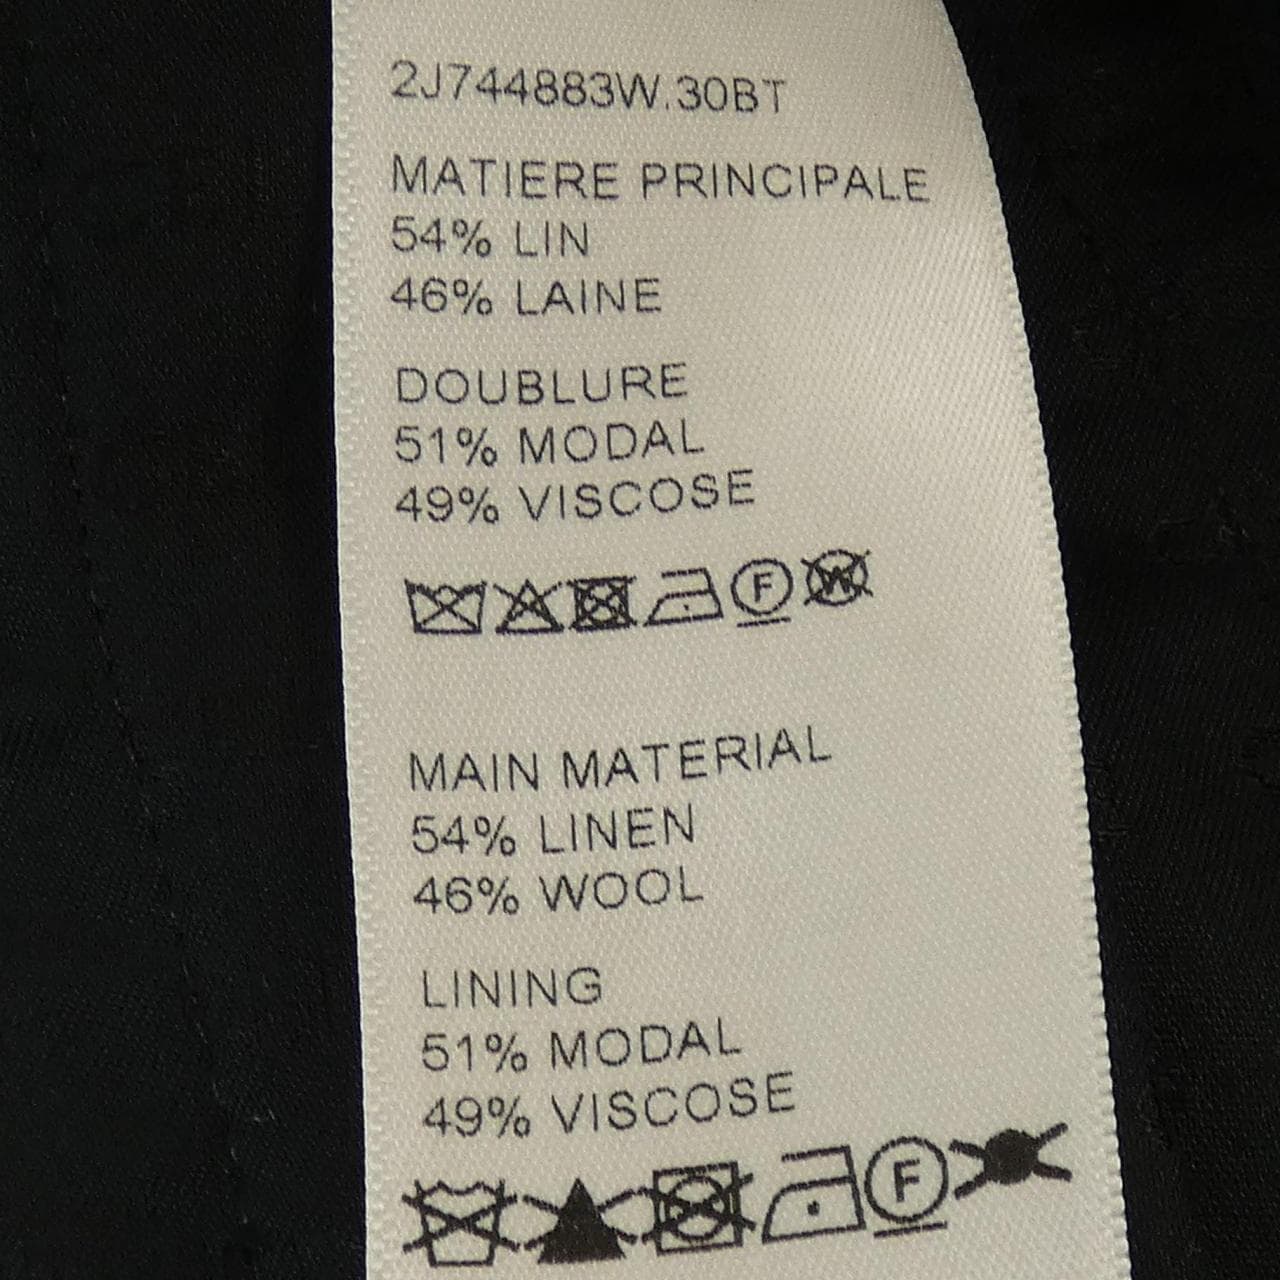 2J744883W.30BT
MATIERE PRINCIPALE
54% LIN
46% LAINE
DOUBLURE
51% MODAL
49% VISCOSE
F W
MAIN MATERIAL
54% LINEN
46% WOOL
LINING
51% MODAL
49% VISCOSE
F